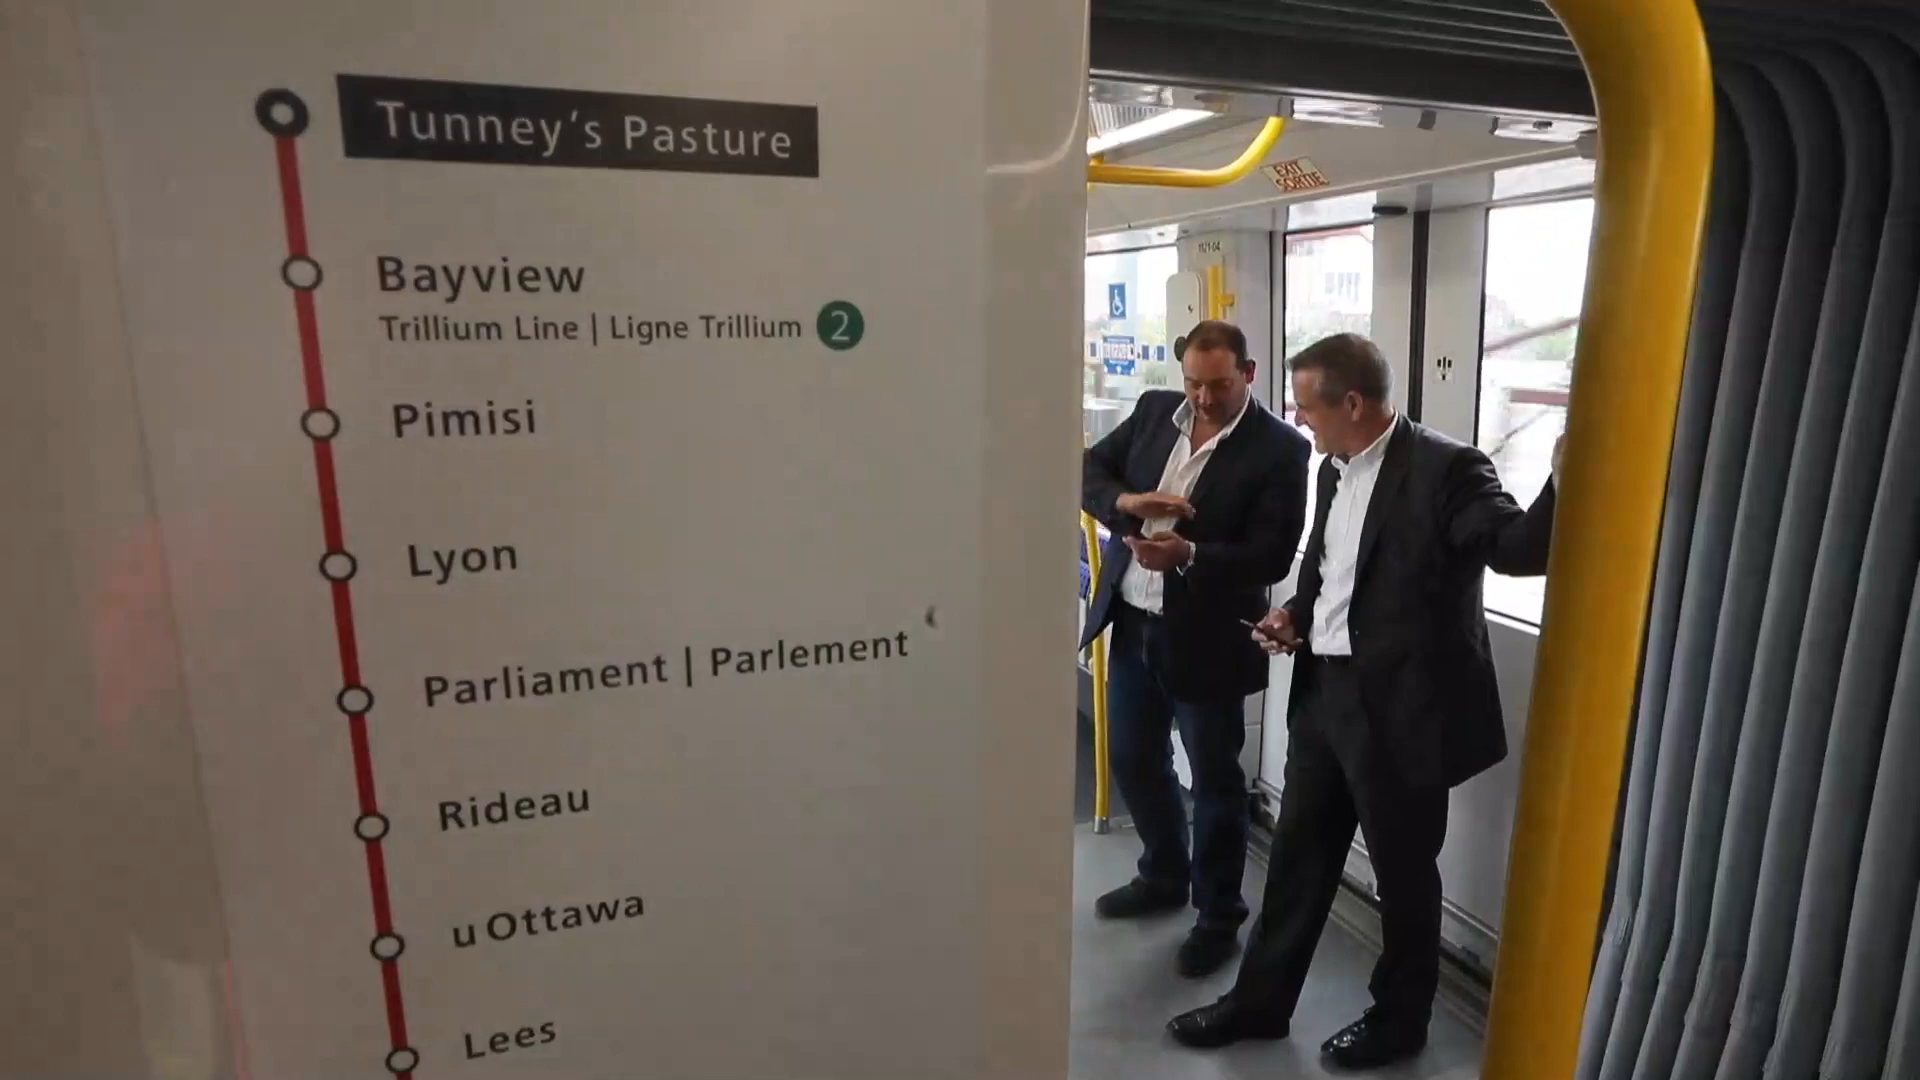 Tunney's Pasture
Bayview
Trillium Line | Ligne Trillium 2
Pimisi
Lyon
Parliament | Parlement
Rideau
uOttawa
Lees
EXIT
SORTIE